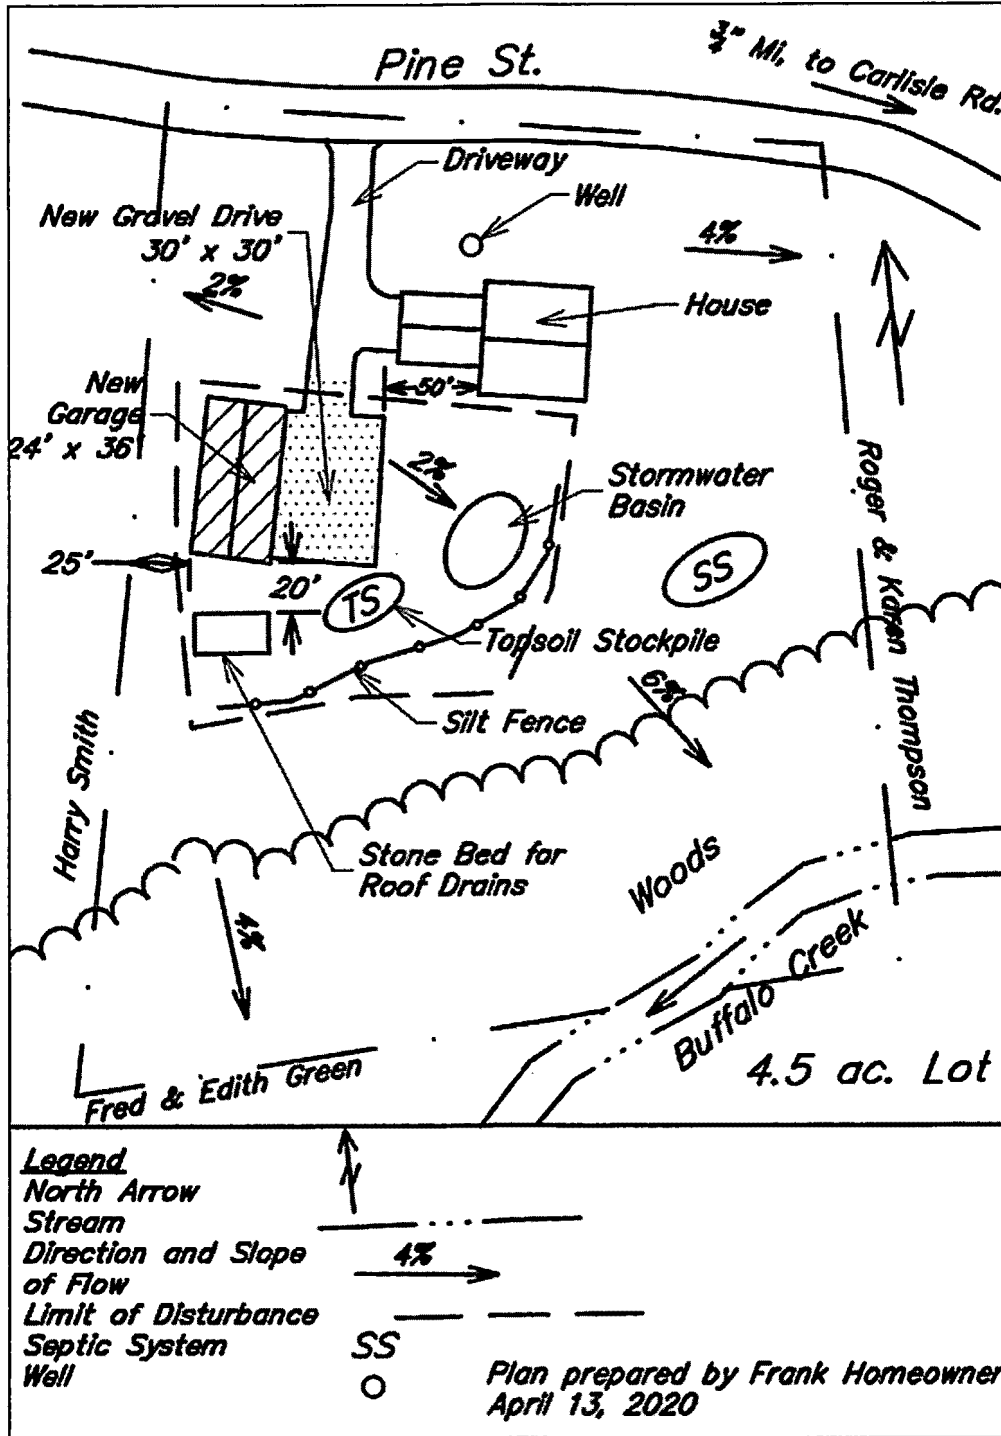 Pine St.
3/4" Mi. to Carlisle Rd.
Driveway
Well
New Gravel Drive
30' x 30'
4%
2%
House
N
New
Garage
24' x 36'
50'
2%
Stormwater
Basin
Roger & Karen Thompson
25'
20'
TS
SS
Topsoil Stockpile
6%
Silt Fence
Harry Smith
Stone Bed for
Roof Drains
Woods
4%
Buffalo Creek
4.5 ac. Lot
Fred & Edith Green
Legend
North Arrow
N
Stream
Direction and Slope
of Flow
4%
Limit of Disturbance
Septic System
SS
Well
Plan prepared by Frank Homeowner
April 13, 2020